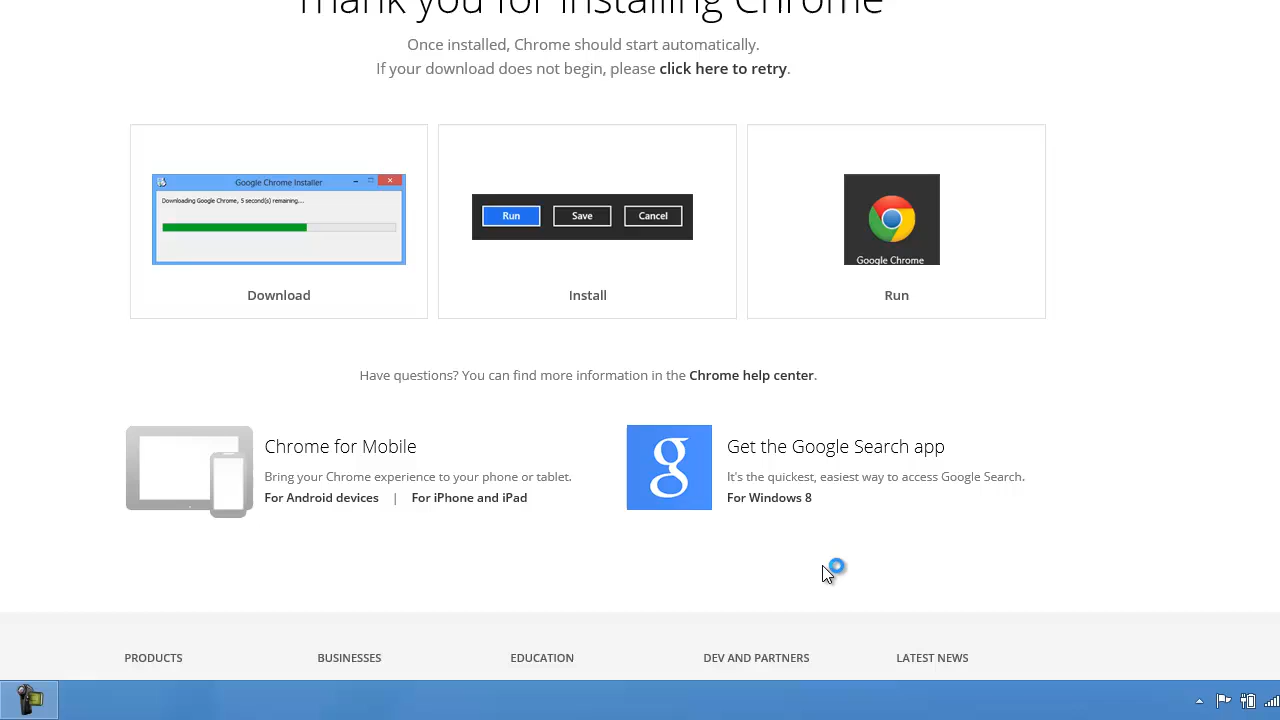 Thank you for installing Chrome
Once installed, Chrome should start automatically.
If your download does not begin, please click here to retry.
Google Chrome Installer
Downloading Google Chrome, 5 second(s) remaining...
Run Save Cancel
Google Chrome
Download
Install
Run
Have questions? You can find more information in the Chrome help center.
Chrome for Mobile
Bring your Chrome experience to your phone or tablet.
For Android devices | For iPhone and iPad
g
Get the Google Search app
It's the quickest, easiest way to access Google Search.
For Windows 8
PRODUCTS
BUSINESSES
EDUCATION
DEV AND PARTNERS
LATEST NEWS